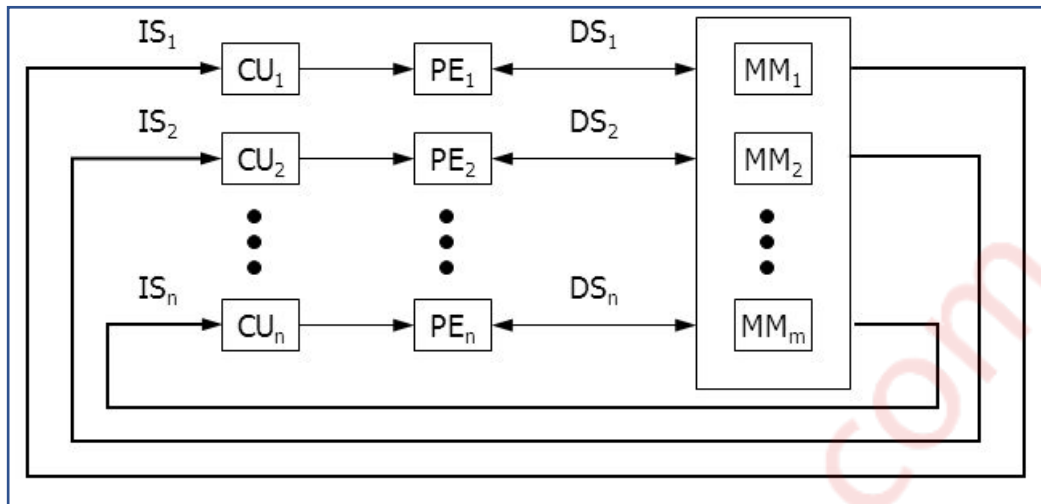 IS1 DS1
CU1 PE1 MM1
IS2 DS2
CU2 PE2 MM2
ISn DSn
CUn PEn MMm
com